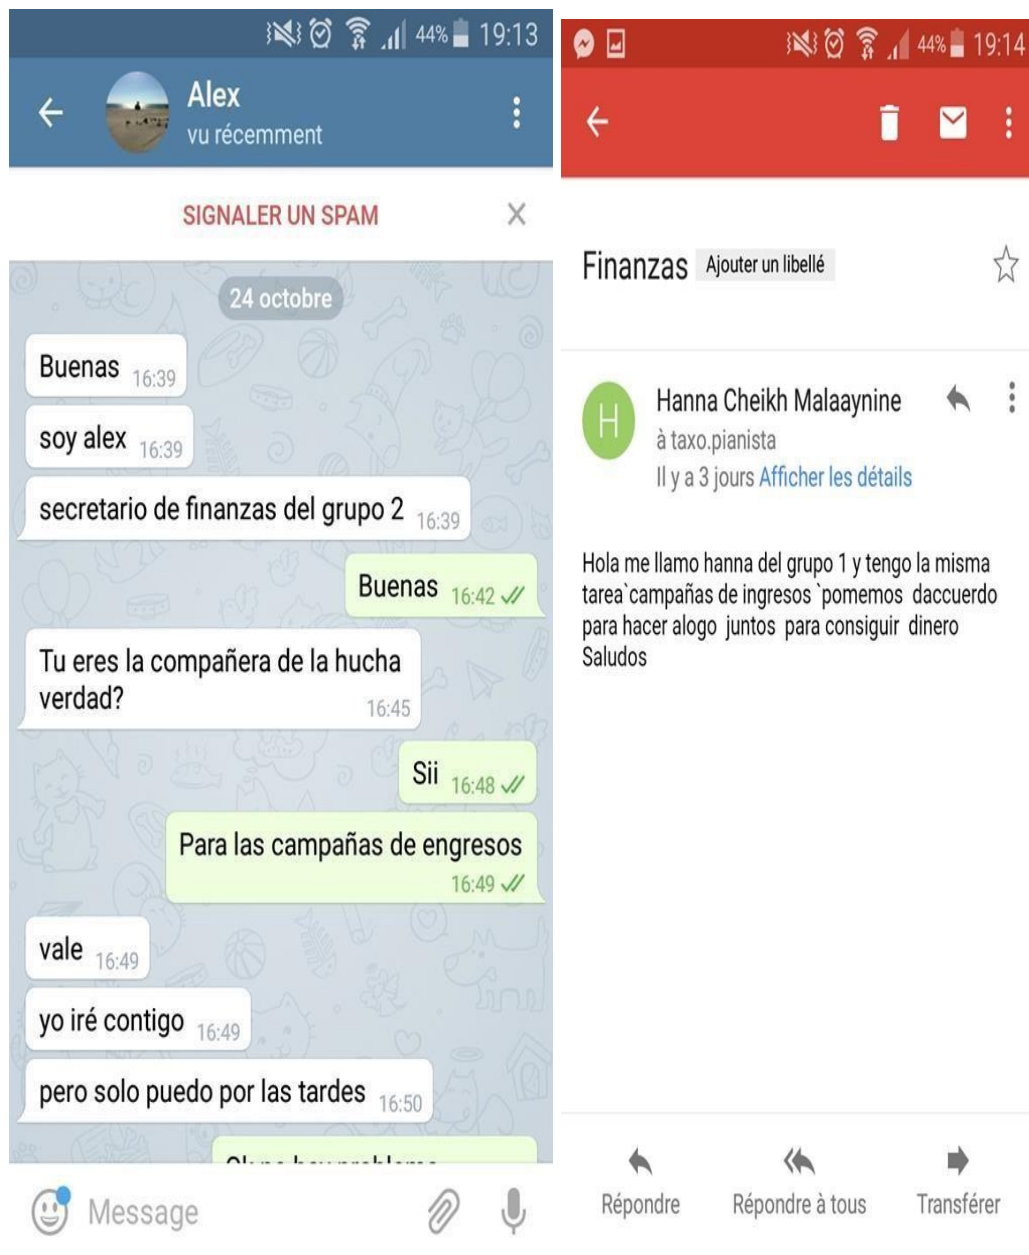 44% 19:13
Alex
vu récemment
SIGNALER UN SPAM
24 octobre
Buenas 16:39
soy alex 16:39
secretario de finanzas del grupo 2 16:39
Buenas 16:42
Tu eres la compañera de la hucha
verdad? 16:45
Sii 16:48
Para las campañas de engresos
16:49
vale 16:49
yo iré contigo 16:49
pero solo puedo por las tardes 16:50
Message
44% 19:14
Finanzas Ajouter un libellé
H
Hanna Cheikh Malaaynine
à taxo.pianista
Il y a 3 jours Afficher les détails
Hola me llamo hanna del grupo 1 y tengo la misma
tarea`campañas de ingresos `pomemos daccuerdo
para hacer alogo juntos para consiguir dinero
Saludos
Répondre Répondre à tous Transférer